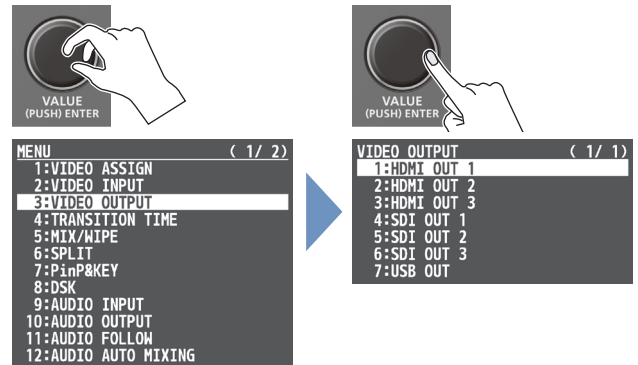 VALUE
(PUSH) ENTER
MENU ( 1/ 2)
1:VIDEO ASSIGN
2:VIDEO INPUT
3:VIDEO OUTPUT
4:TRANSITION TIME
5:MIX/WIPE
6:SPLIT
7:PinP&KEY
8:DSK
9:AUDIO INPUT
10:AUDIO OUTPUT
11:AUDIO FOLLOW
12:AUDIO AUTO MIXING
VALUE
(PUSH) ENTER
VIDEO OUTPUT ( 1/ 1)
1:HDMI OUT 1
2:HDMI OUT 2
3:HDMI OUT 3
4:SDI OUT 1
5:SDI OUT 2
6:SDI OUT 3
7:USB OUT